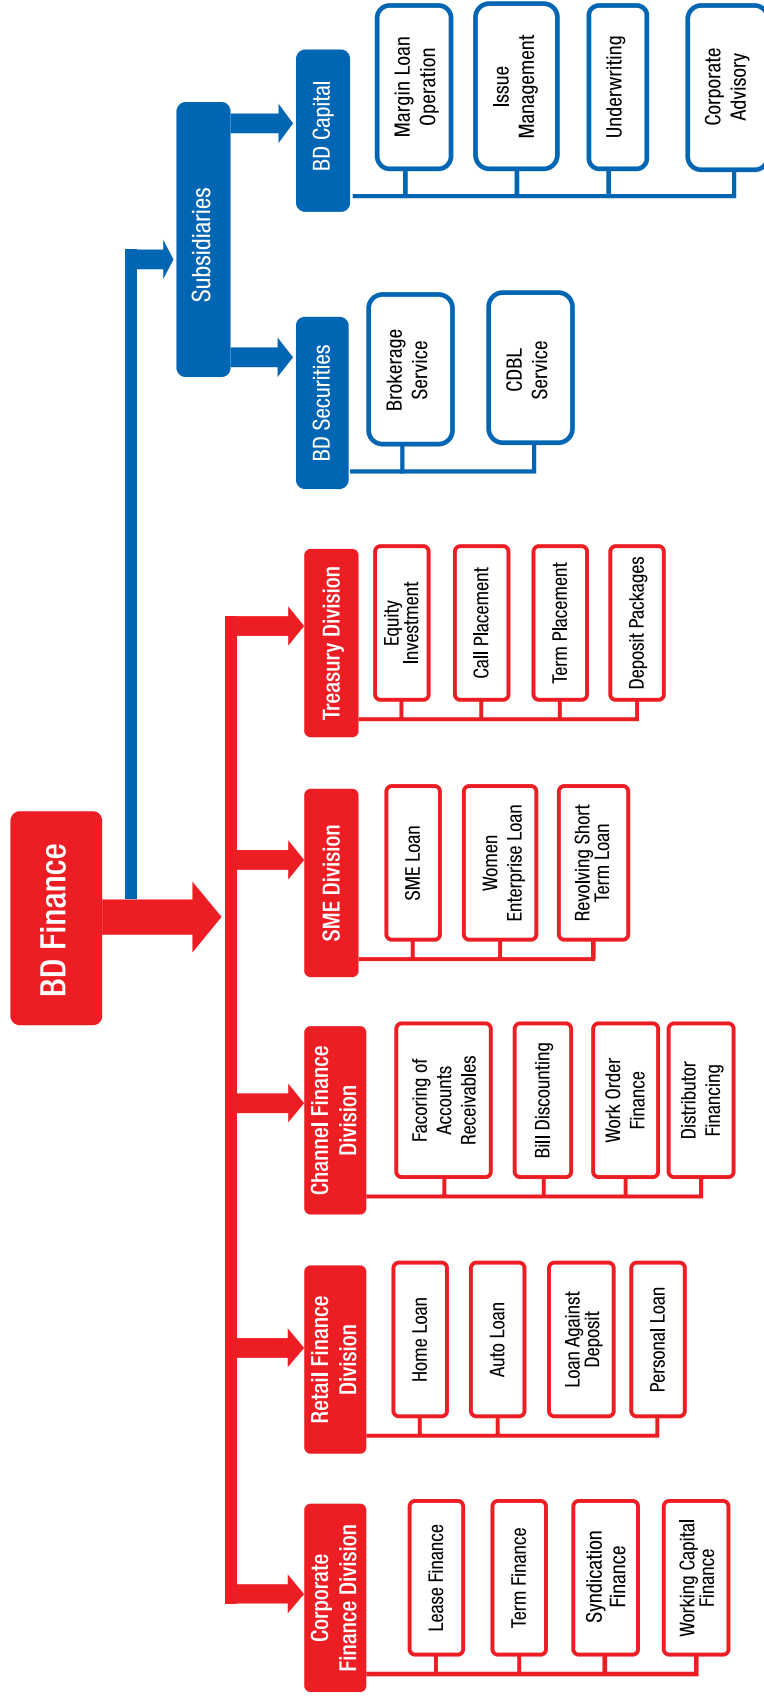 BD Finance
Subsidiaries
Corporate
Finance Division
Lease Finance
Term Finance
Syndication
Finance
Working Capital
Finance
Retail Finance
Division
Home Loan
Auto Loan
Loan Against
Deposit
Personal Loan
Channel Finance
Division
Facoring of
Accounts
Receivables
Bill Discounting
Work Order
Finance
Distributor
Financing
SME Division
SME Loan
Women
Enterprise Loan
Revolving Short
Term Loan
Treasury Division
Equity
Investment
Call Placement
Term Placement
Deposit Packages
BD Securities
Brokerage
Service
CDBL
Service
BD Capital
Margin Loan
Operation
Issue
Management
Underwriting
Corporate
Advisory